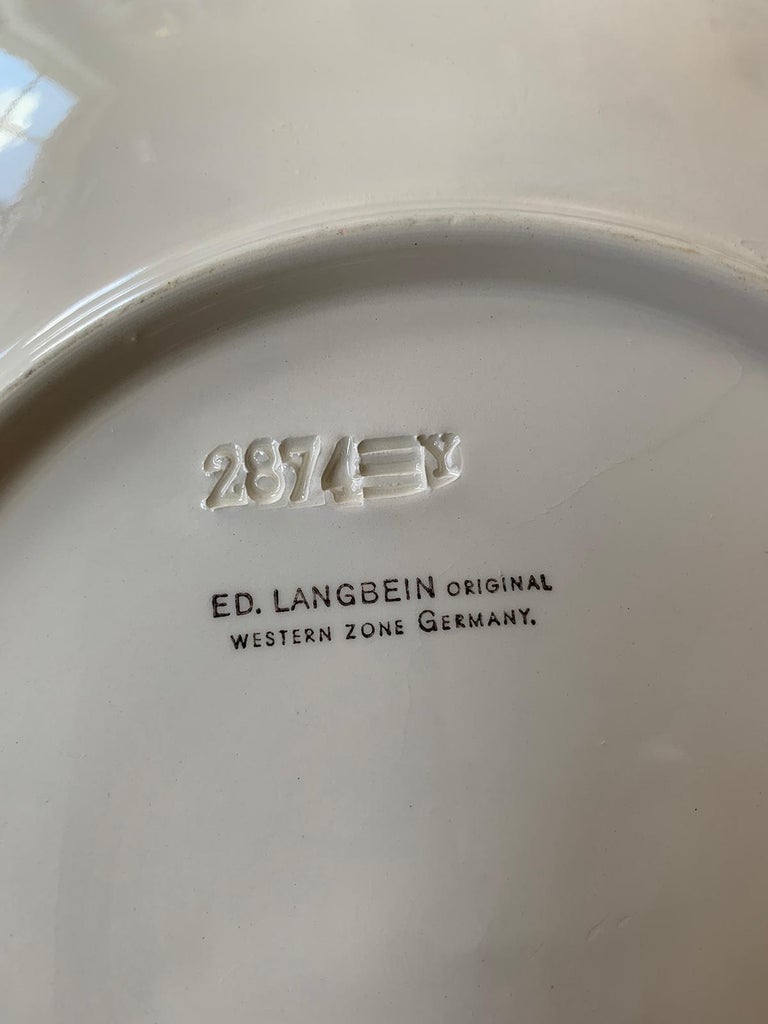 2874 Y
ED. LANGBEIN ORIGINAL
WESTERN ZONE GERMANY.